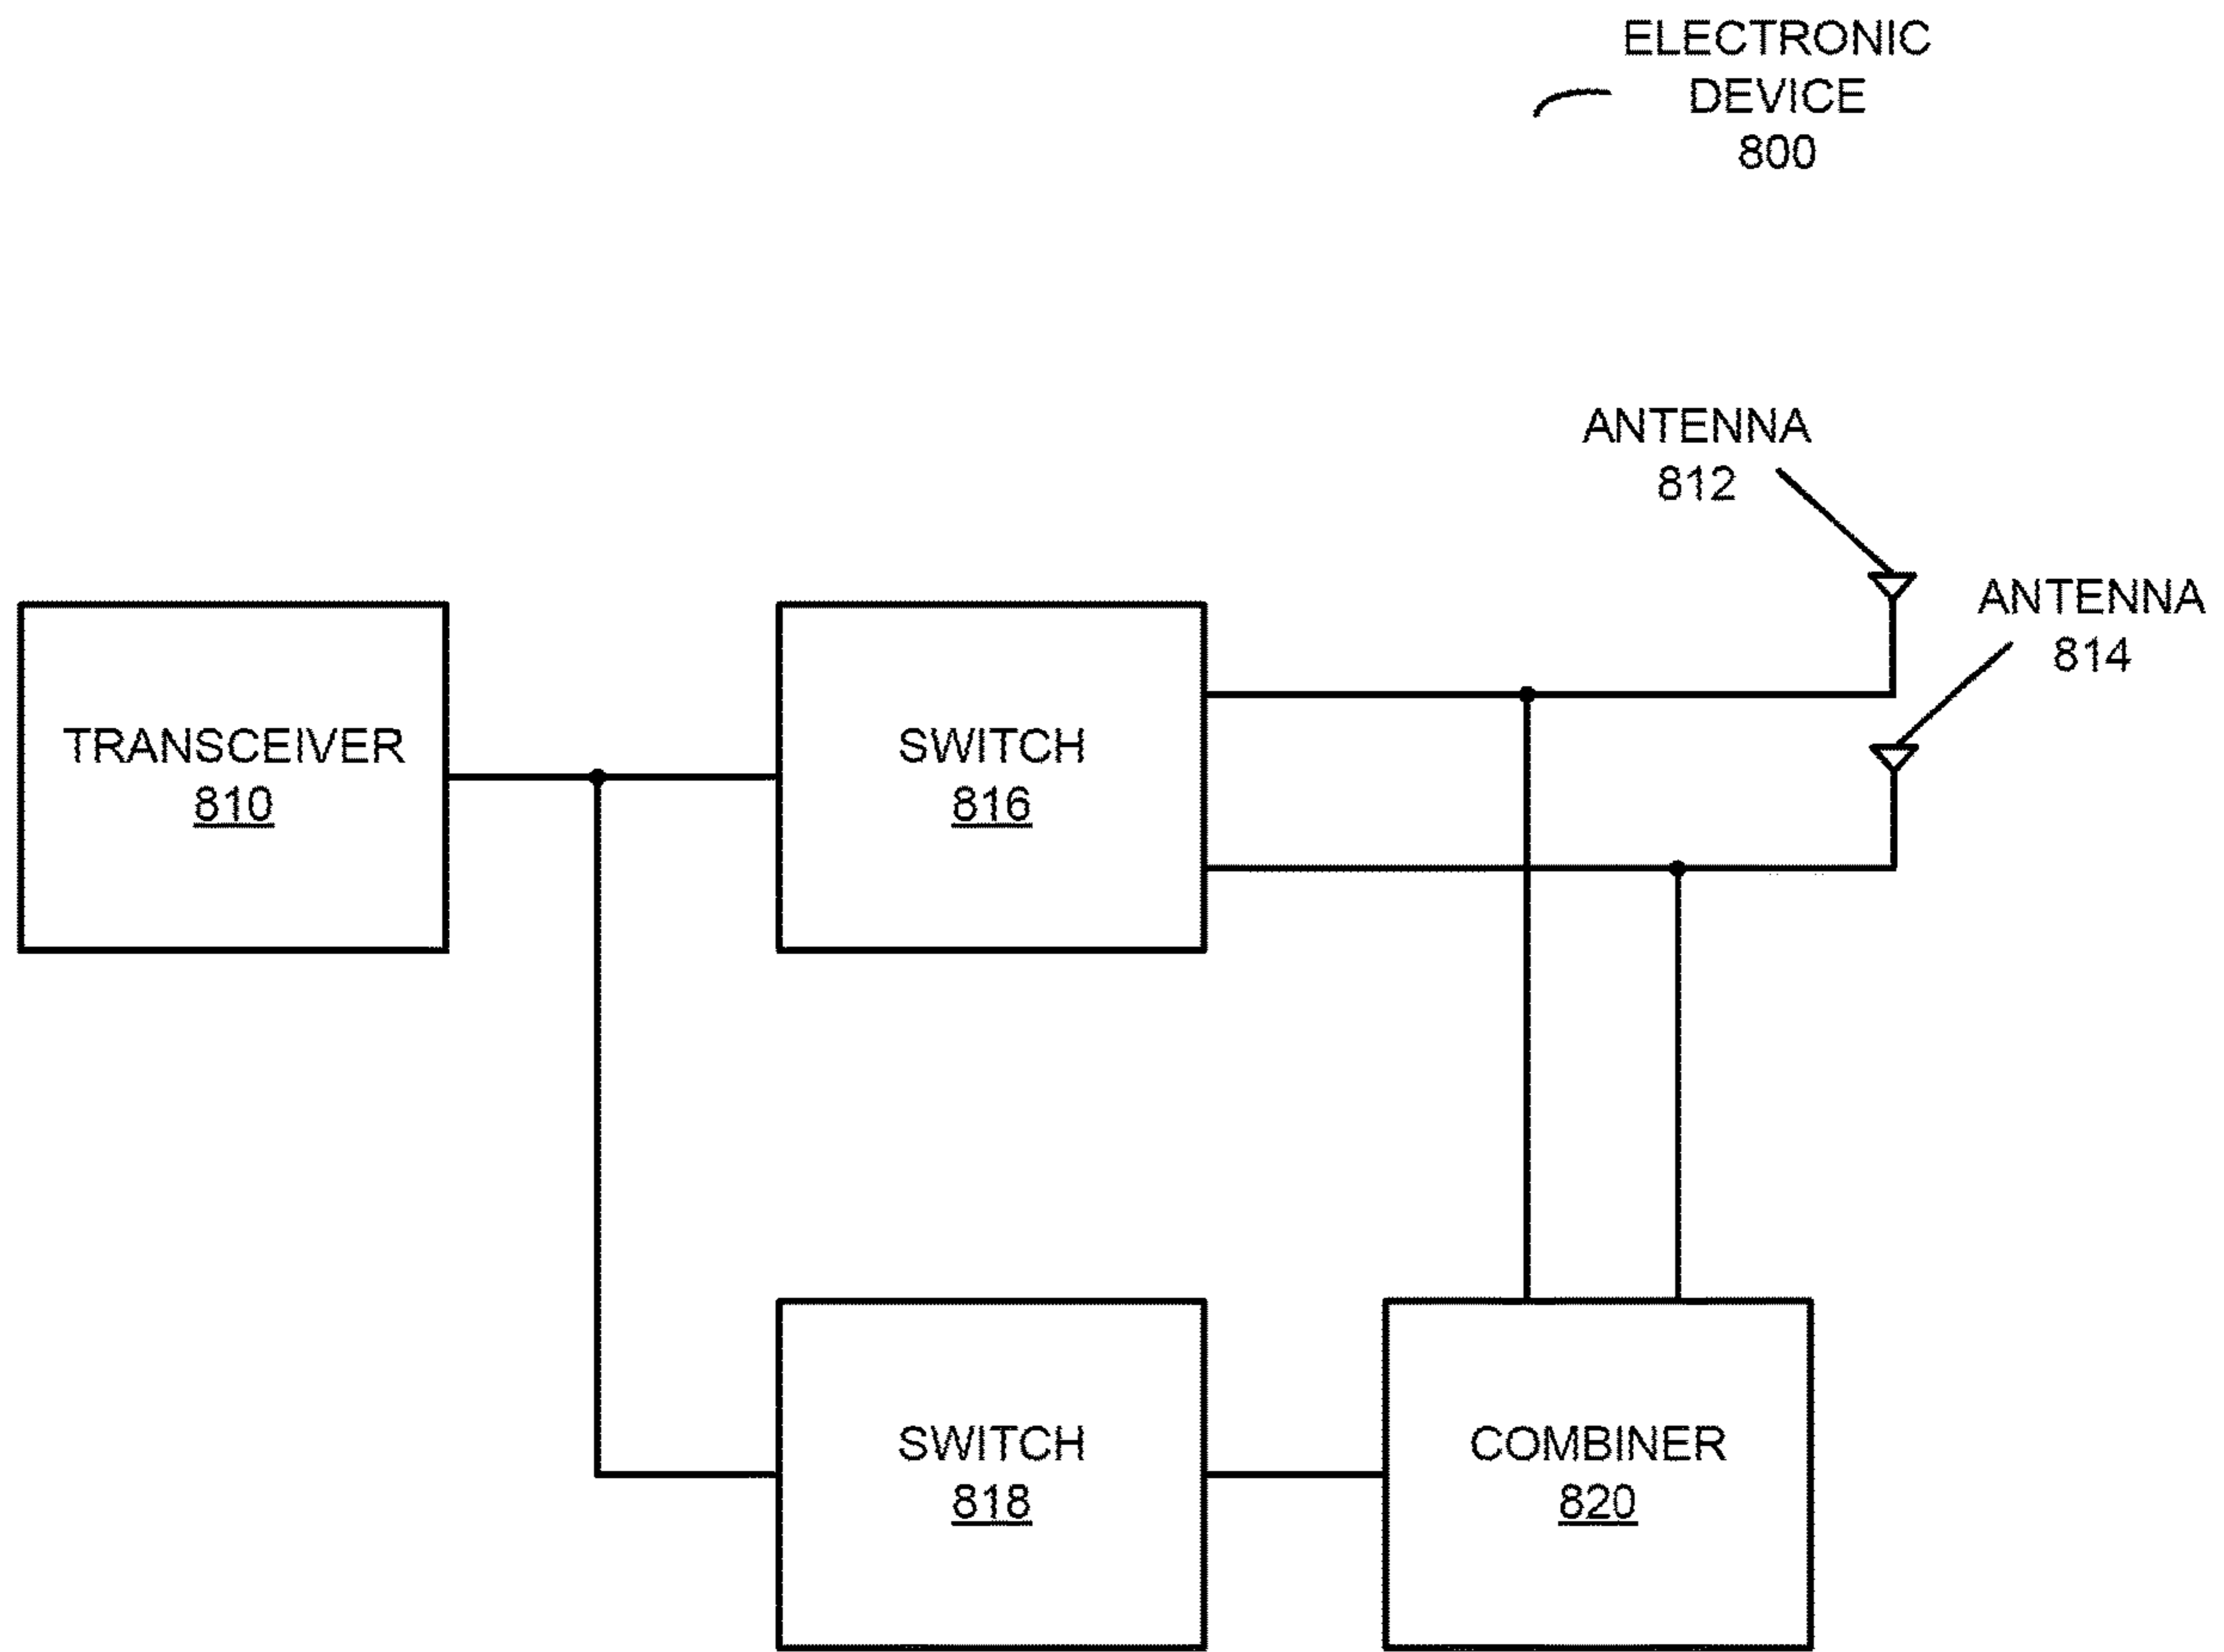 ELECTRONIC
DEVICE
800
ANTENNA
812
ANTENNA
814
TRANSCEIVER
810
SWITCH
816
SWITCH
818
COMBINER
820